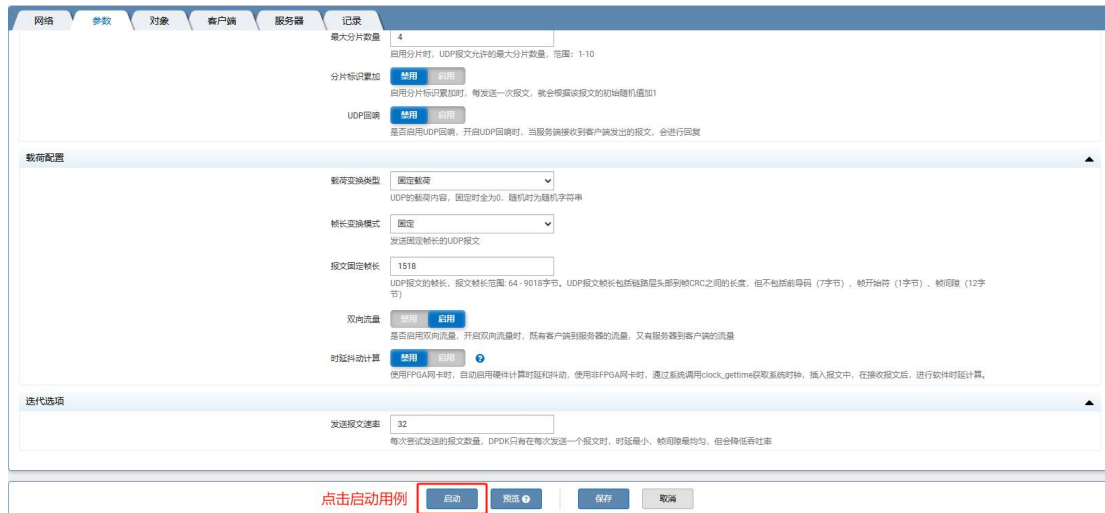 网络 参数 对象 客户端 服务器 记录
最大分片数量 4
启用分片时，UDP报文允许的最大分片数量，范围：1-10
分片标识累加 禁用 启用
启用分片标识累加时，每发送一次报文，就会根据该报文的初始随机值加1
UDP回响 禁用 启用
是否启用UDP回响，开启UDP回响时，当服务端接收到客户端发出的报文，会进行回复
载荷配置
载荷变换类型 固定载荷
UDP的载荷内容，固定时全为0，随机时为随机字符串
帧长变换模式 固定
发送固定帧长的UDP报文
报文固定帧长 1518
UDP报文的帧长，报文帧长范围: 64 - 9018字节。UDP报文帧长包括链路层头部到帧CRC之间的长度，但不包括前导码（7字节）、帧开始符（1字节）、帧间隙（12字
节）
双向流量 禁用 启用
是否启用双向流量，开启双向流量时，既有客户端到服务器的流量，又有服务器到客户端的流量
时延抖动计算 禁用 启用
使用FPGA网卡时，自动启用硬件计算时延和抖动，使用非FPGA网卡时，通过系统调用clock_gettime获取系统时钟，插入报文中，在接收报文后，进行软件时延计算。
迭代选项
发送报文速率 32
每次尝试发送的报文数量，DPDK只有在每次发送一个报文时，时延最小、帧间隙最均匀，但会降低吞吐率
点击启动用例 启动 预览 保存 取消